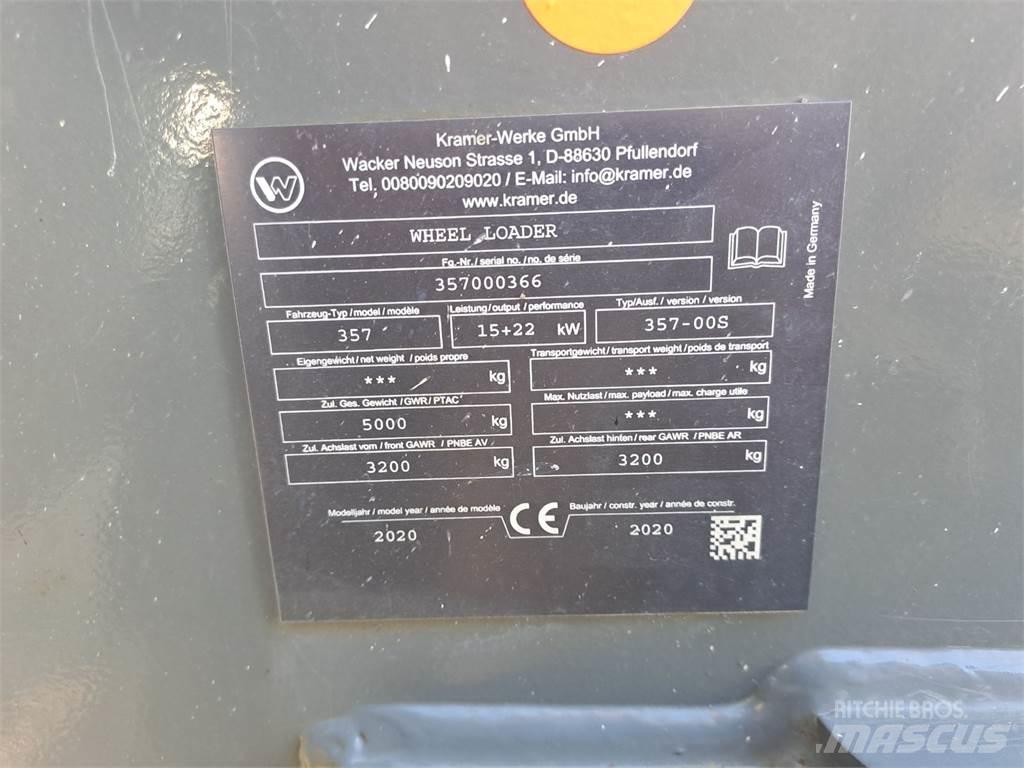 Kramer-Werke GmbH
Wacker Neuson Strasse 1, D-88630 Pfullendorf
Tel. 0080090209020 / E-Mail: info@kramer.de
www.kramer.de
WHEEL LOADER
Made in Germany
Fg.-Nr./ serial no./no. de série
357000366
Fahrzeug-Typ / model / modèle
Leistung/output / performance
Typ/Ausf. / version / version
357
15+22 kW
357-00S
Eigengewicht / net weight / poids propre
Transportgewicht / transport weight / poids de transport
*** kg
*** kg
Zul. Ges. Gewicht / GWR/ PTAC
Max. Nutzlast / max. payload / max. charge utile
5000 kg
*** kg
Zul. Achslast vorn / front GAWR / PNBE AV
Zul. Achslast hinten / rear GAWR / PNBE AR
3200 kg
3200 kg
Modelljahr / model year / année de modèle
CE
Baujahr / constr. year / année de constr.
2020
2020
RITCHIE BROS.
MASCUS